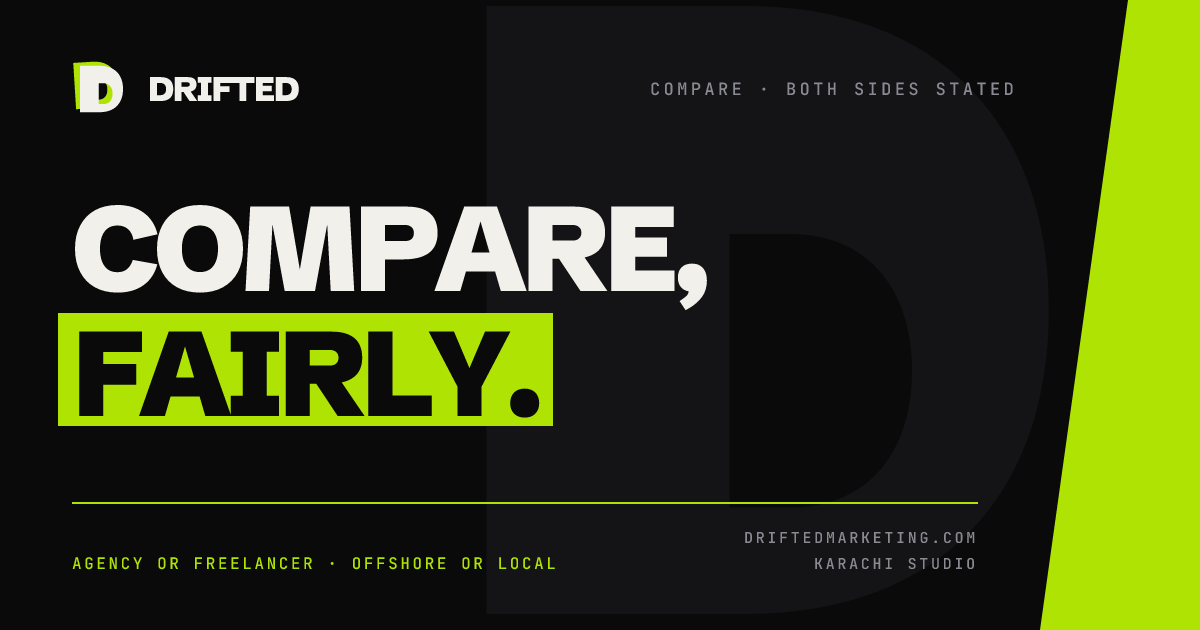 DRIFTED
COMPARE · BOTH SIDES STATED
COMPARE,
FAIRLY.
AGENCY OR FREELANCER · OFFSHORE OR LOCAL
DRIFTEDMARKETING.COM
KARACHI STUDIO